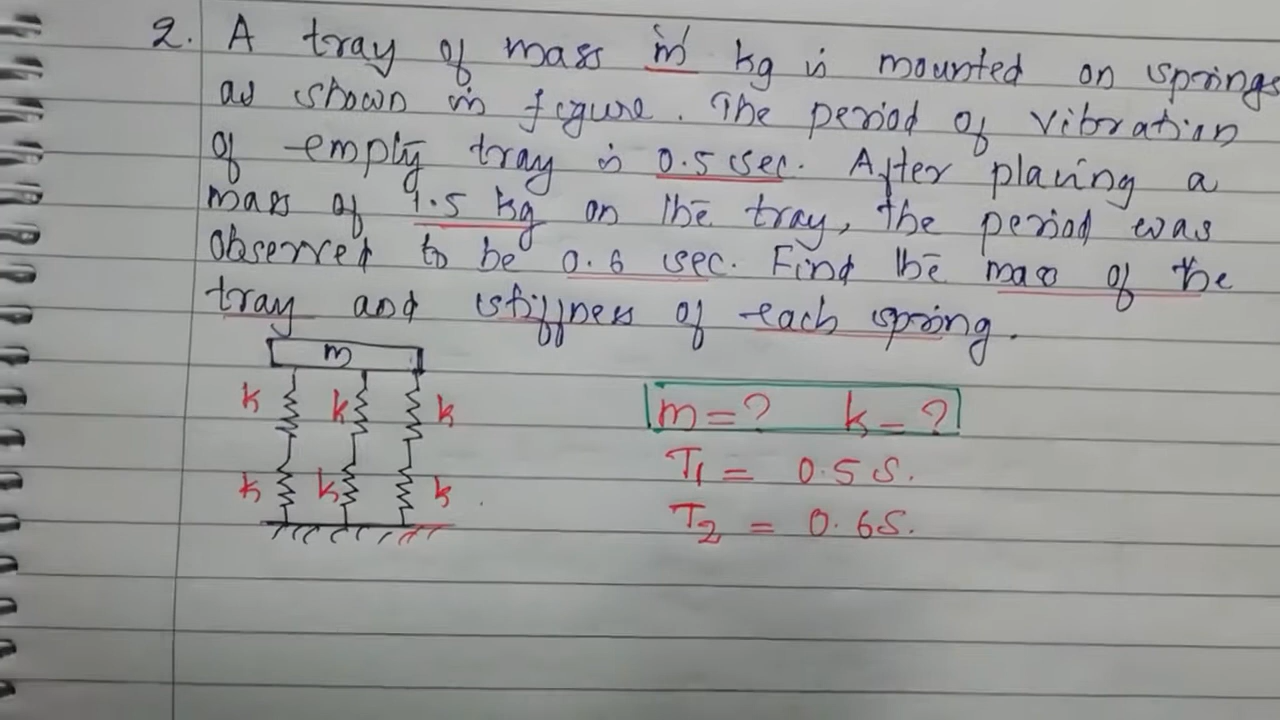 2. A tray of mass 'm' kg is mounted on springs
as shown in figure. The period of vibration
of empty tray is 0.5 sec. After placing a
mass of 1.5 kg on the tray, the period was
observed to be 0.6 sec. Find the mass of the
tray and stiffness of each spring.
m
k k k
k k k
m = ? k = ?
T1 = 0.5 S.
T2 = 0.6 S.